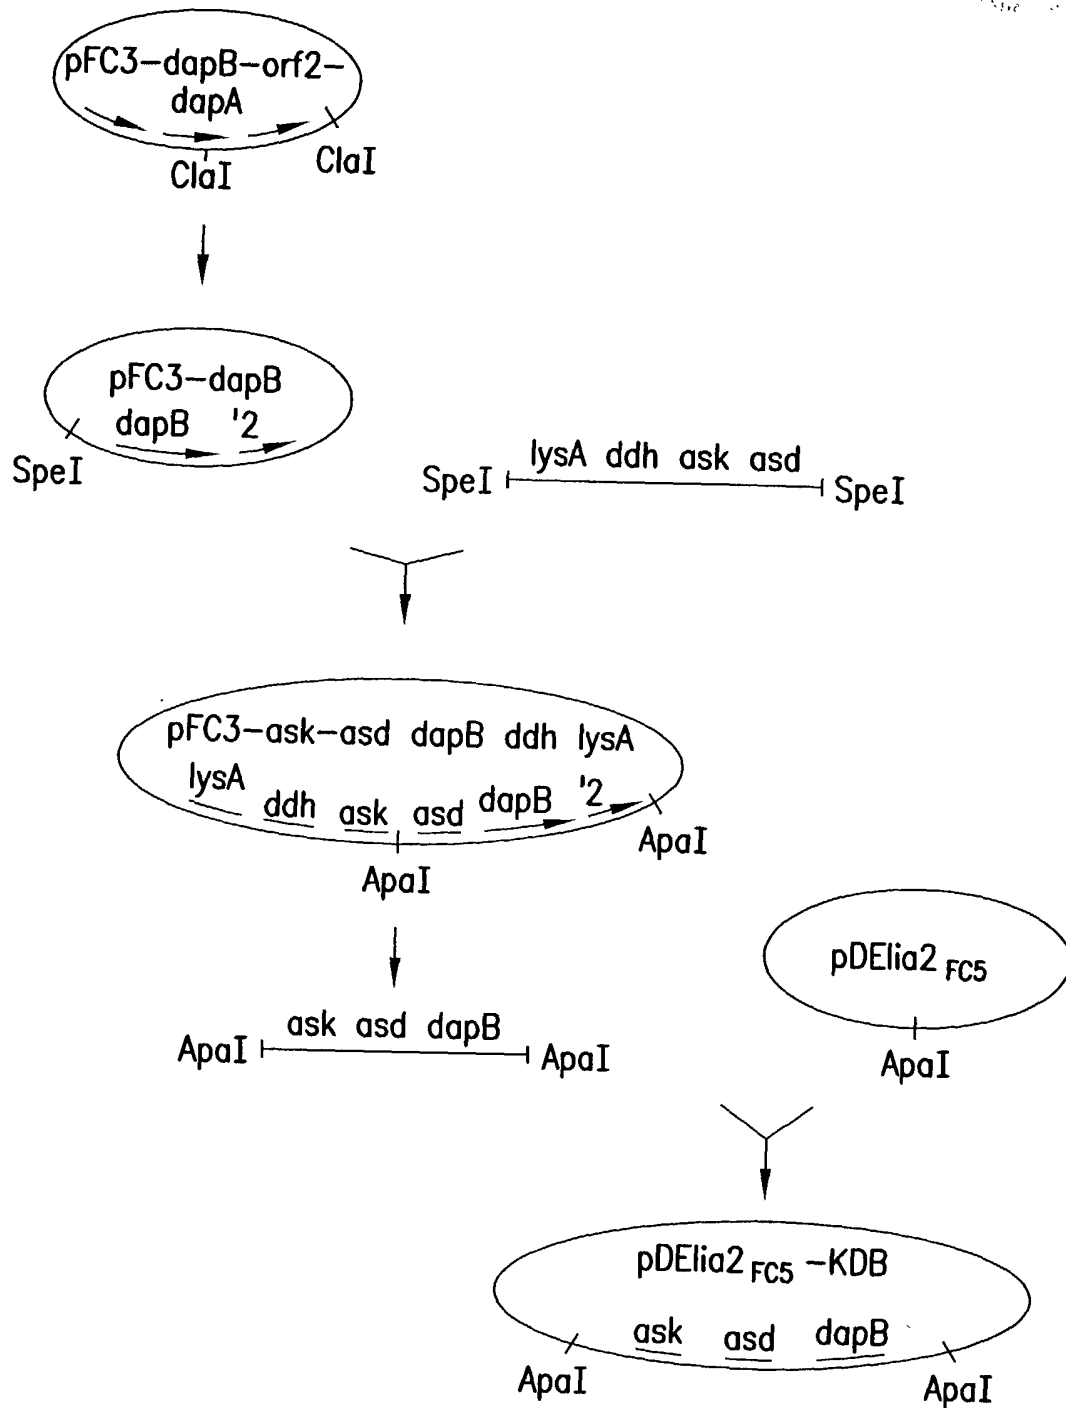 pFC3-dapB-orf2-
dapA
ClaI
ClaI
pFC3-dapB
dapB '2
SpeI
lysA ddh ask asd
SpeI
SpeI
pFC3-ask-asd dapB ddh lysA
lysA ddh ask asd dapB '2
ApaI
ApaI
pDElia2 FC5
ApaI
ask asd dapB
ApaI
ApaI
pDElia2 FC5 -KDB
ask asd dapB
ApaI
ApaI